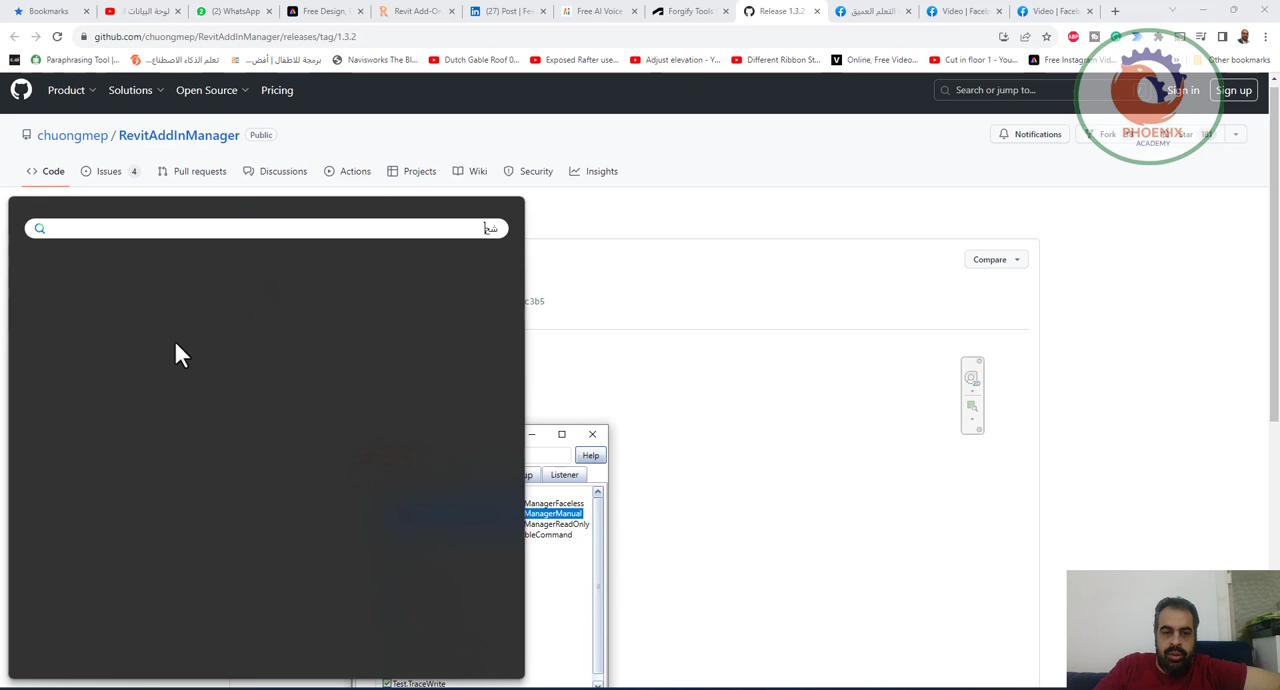 Bookmarks
(2) WhatsApp
لوحة البيانات
Free Design,
Revit Add-On
(27) Post | Fe
Free AI Voice
Forgify Tools
Release 1.3.2
التعلم العميق
Video | Faceb
Video | Faceb
github.com/chuongmep/RevitAddInManager/releases/tag/1.3.2
Paraphrasing Tool |...
تعلم الذكاء الاصطناع...
برمجة للاطفال | أفض...
Navisworks The Bl...
Dutch Gable Roof 0...
Exposed Rafter use...
Adjust elevation - Y...
Different Ribbon St...
Online, Free Video...
Cut in floor 1 - You...
Free Instagram Vid
Other bookmarks
Product
Solutions
Open Source
Pricing
Search or jump to...
Sign in
Sign up
chuongmep / RevitAddInManager
Public
Notifications
Fork
Star
181
PHOENIX
ACADEMY
Code
Issues 4
Pull requests
Discussions
Actions
Projects
Wiki
Security
Insights
Compare
c3b5
Help
up
Listener
ManagerFaceless
ManagerManual
ManagerReadOnly
bleCommand
Test.TraceWrite